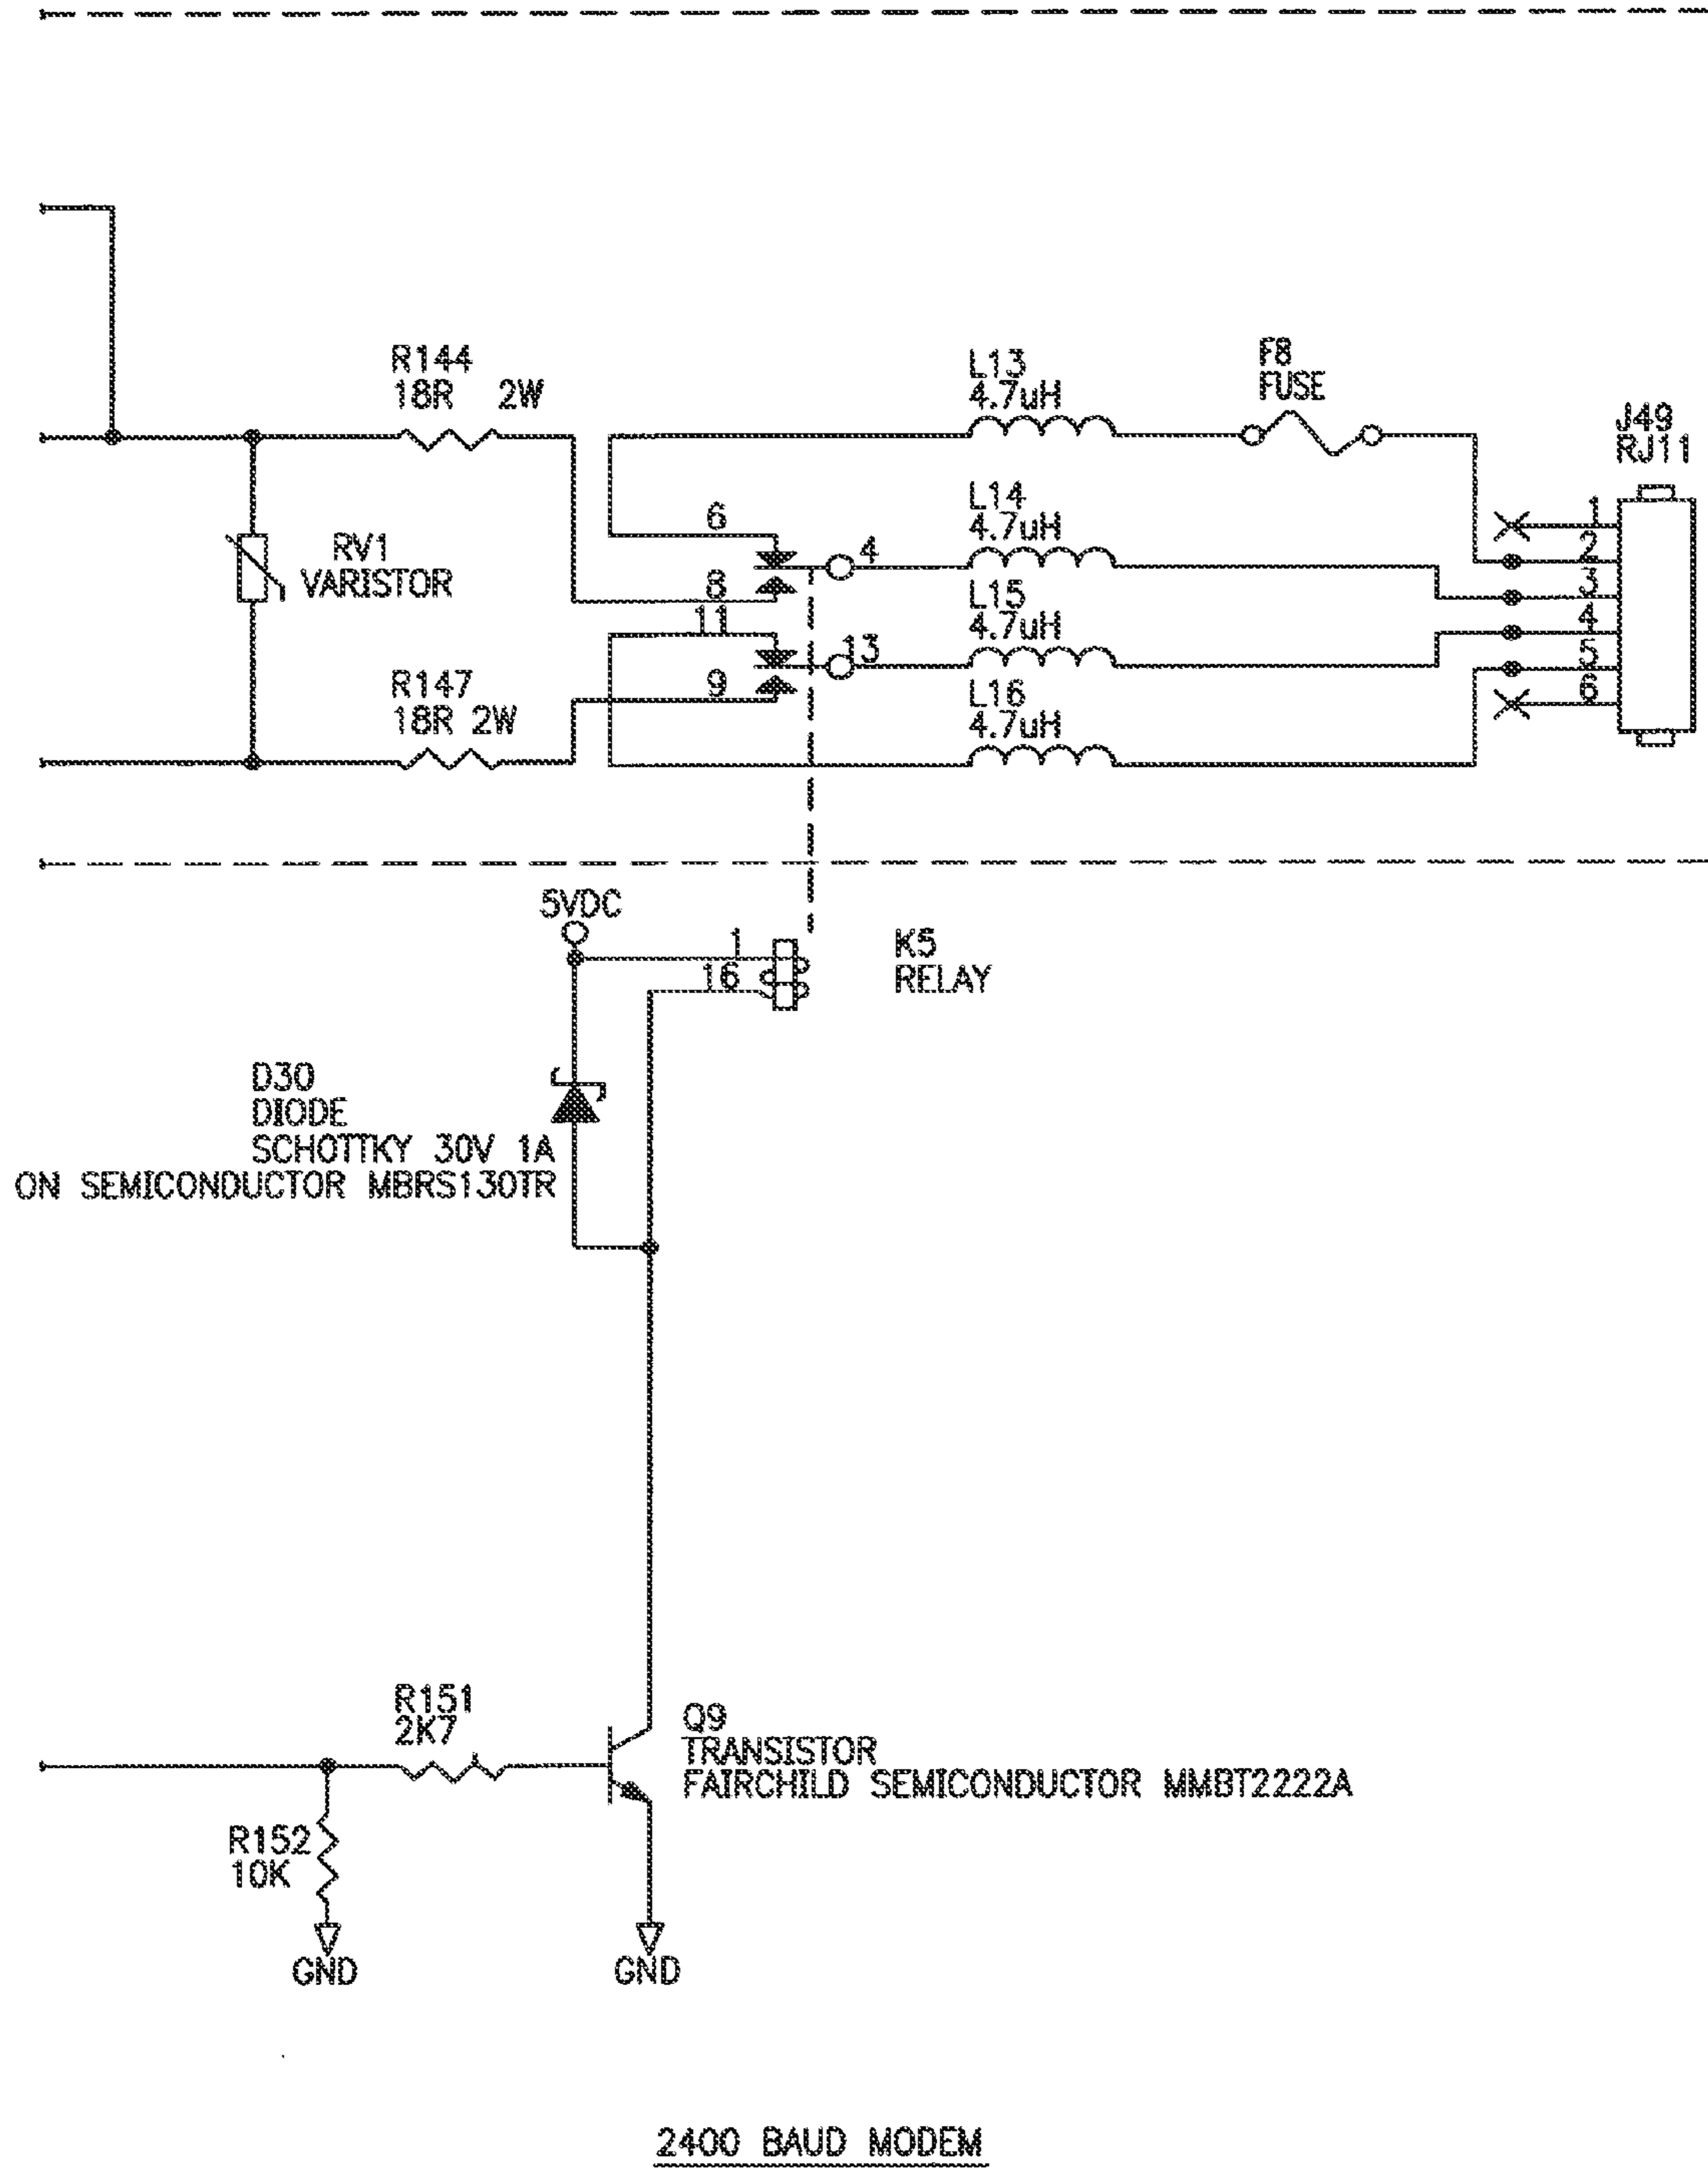 R144
18R 2W
L13
4.7uH
F8
FUSE
J49
RJ11
L14
4.7uH
6
4
1
2
RV1
VARISTOR
8
L15
4.7uH
3
11
4
13
5
R147
18R 2W
9
L16
4.7uH
6
5VDC
1
16
K5
RELAY
D30
DIODE
SCHOTTKY 30V 1A
ON SEMICONDUCTOR MBRS130TR
R151
2K7
Q9
TRANSISTOR
FAIRCHILD SEMICONDUCTOR MMBT2222A
R152
10K
GND
GND
2400 BAUD MODEM